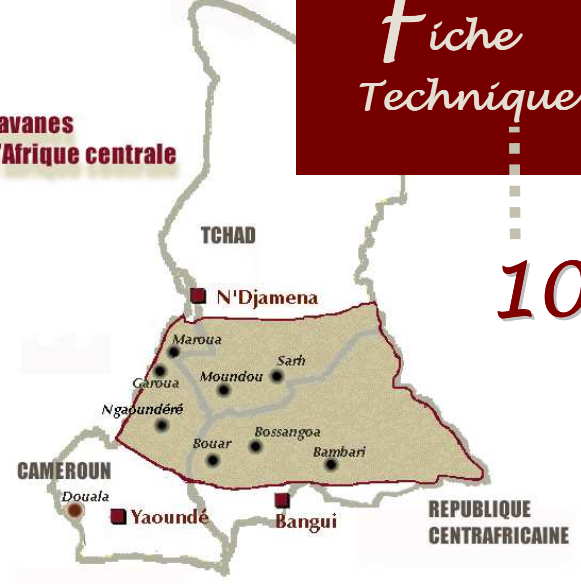 Fiche
Technique
10
avanes
'Afrique centrale
TCHAD
N'Djamena
Maroua
Garoua
Moundou
Sarh
Ngaoundéré
Bouar
Bossangoa
Bambari
CAMEROUN
Douala
Yaoundé
Bangui
REPUBLIQUE
CENTRAFRICAINE